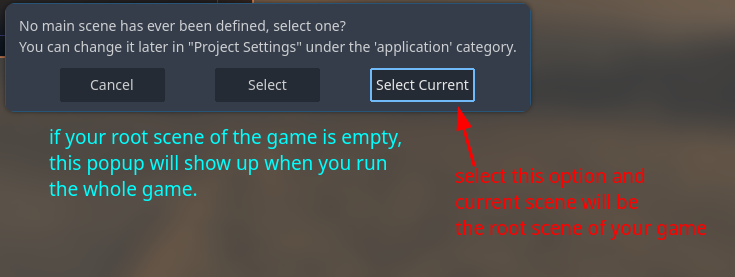 No main scene has ever been defined, select one?
You can change it later in "Project Settings" under the 'application' category.
Cancel
Select
Select Current
if your root scene of the game is empty,
this popup will show up when you run
the whole game.
select this option and
current scene will be
the root scene of your game